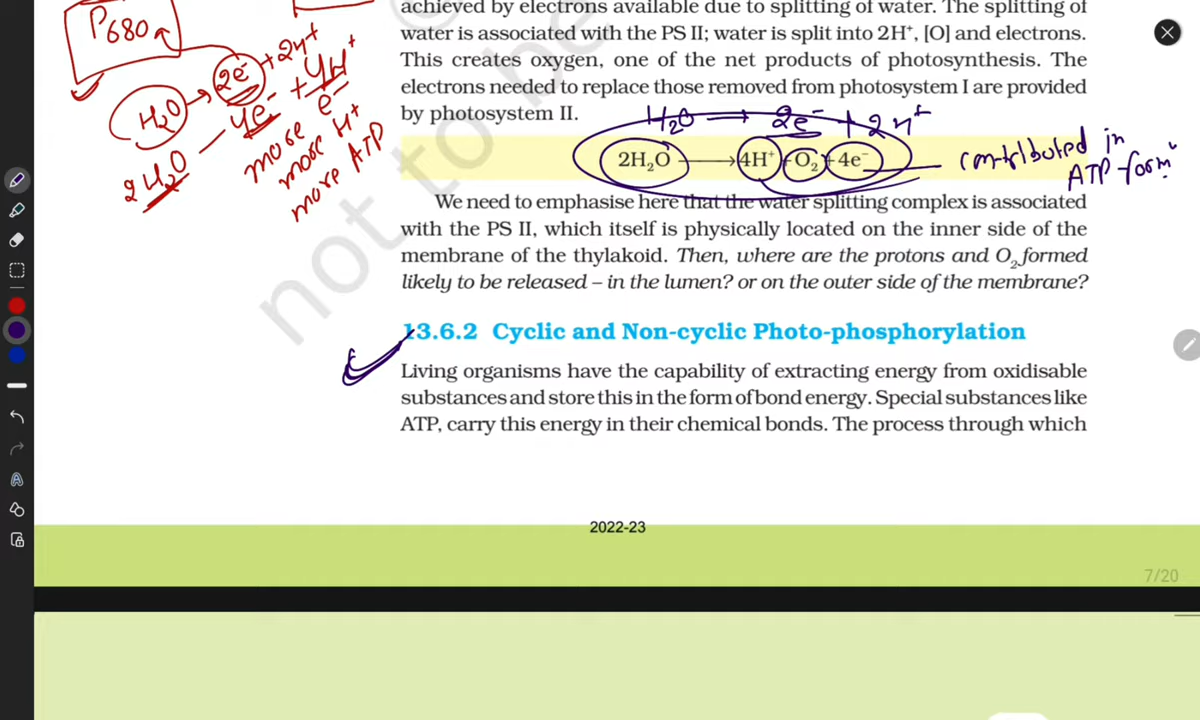 achieved by electrons available due to splitting of water. The splitting of
water is associated with the PS II; water is split into 2H⁺, [O] and electrons.
This creates oxygen, one of the net products of photosynthesis. The
electrons needed to replace those removed from photosystem I are provided
by photosystem II.
P680
2e⁻ + 2H⁺
H₂O →
2H₂O — 4e⁻ + 4H⁺
e⁻
more H⁺
more
more ATP
H₂O → 2e⁻ + 2H⁺
2H₂O ⟶ 4H⁺ + O₂ + 4e⁻
contributed in
ATP form
We need to emphasise here that the water splitting complex is associated
with the PS II, which itself is physically located on the inner side of the
membrane of the thylakoid. Then, where are the protons and O₂ formed
likely to be released – in the lumen? or on the outer side of the membrane?
not to be
13.6.2 Cyclic and Non-cyclic Photo-phosphorylation
Living organisms have the capability of extracting energy from oxidisable
substances and store this in the form of bond energy. Special substances like
ATP, carry this energy in their chemical bonds. The process through which
2022-23
7/20